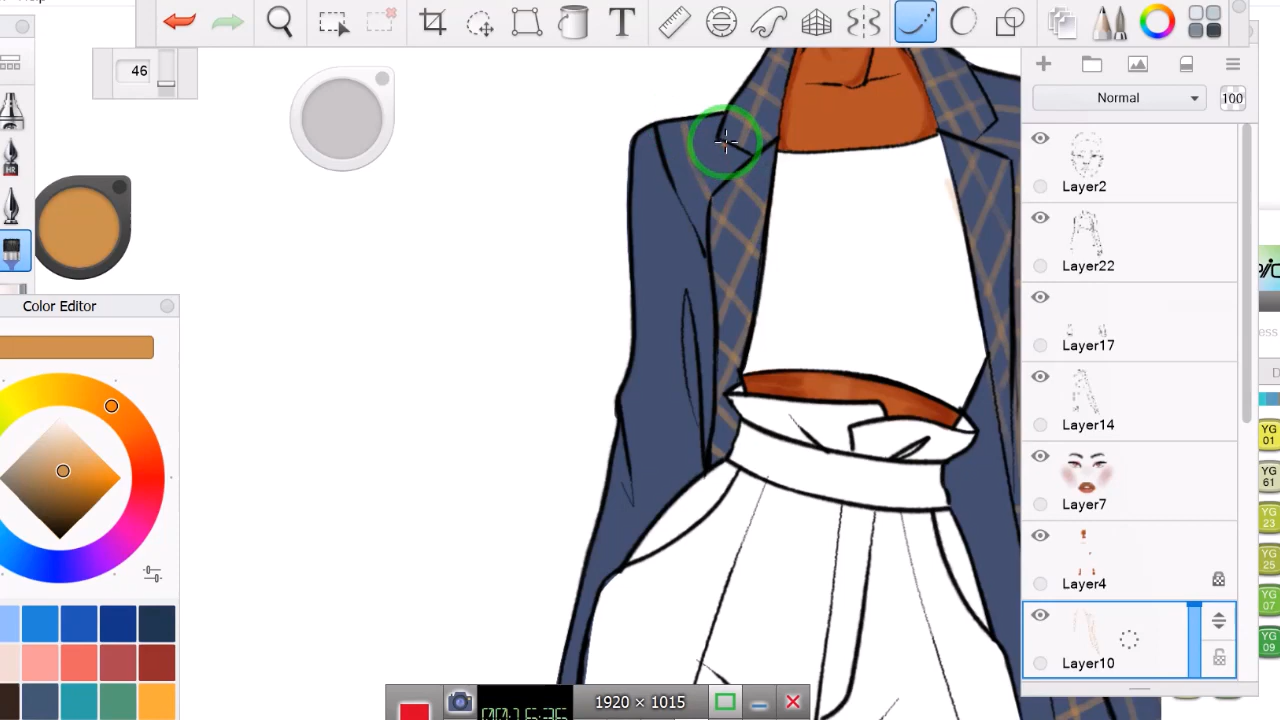 T
46
Normal
100
Layer2
Layer22
Layer17
Layer14
Layer7
Layer4
Layer10
Color Editor
HR
YG
01
YG
61
YG
23
YG
25
YG
07
YG
09
1920 × 1015